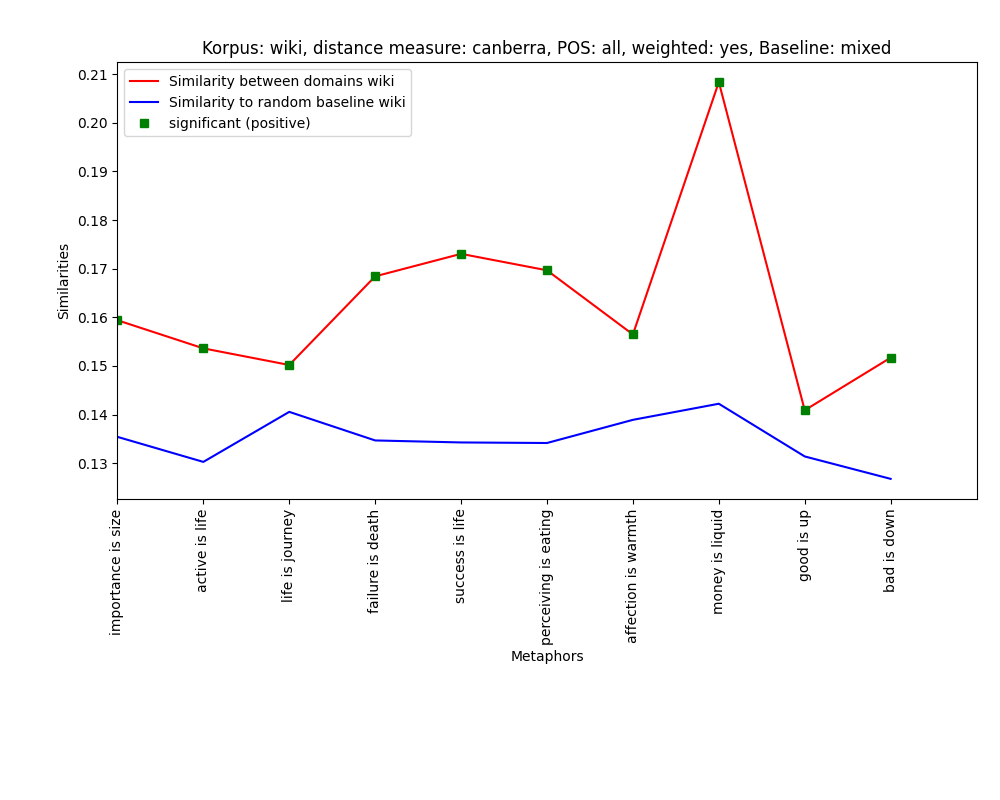 Korpus: wiki, distance measure: canberra, POS: all, weighted: yes, Baseline: mixed
Similarity between domains wiki
Similarity to random baseline wiki
significant (positive)
0.21
0.20
0.19
0.18
0.17
0.16
0.15
0.14
0.13
Similarities
importance is size
active is life
life is journey
failure is death
success is life
perceiving is eating
affection is warmth
money is liquid
good is up
bad is down
Metaphors